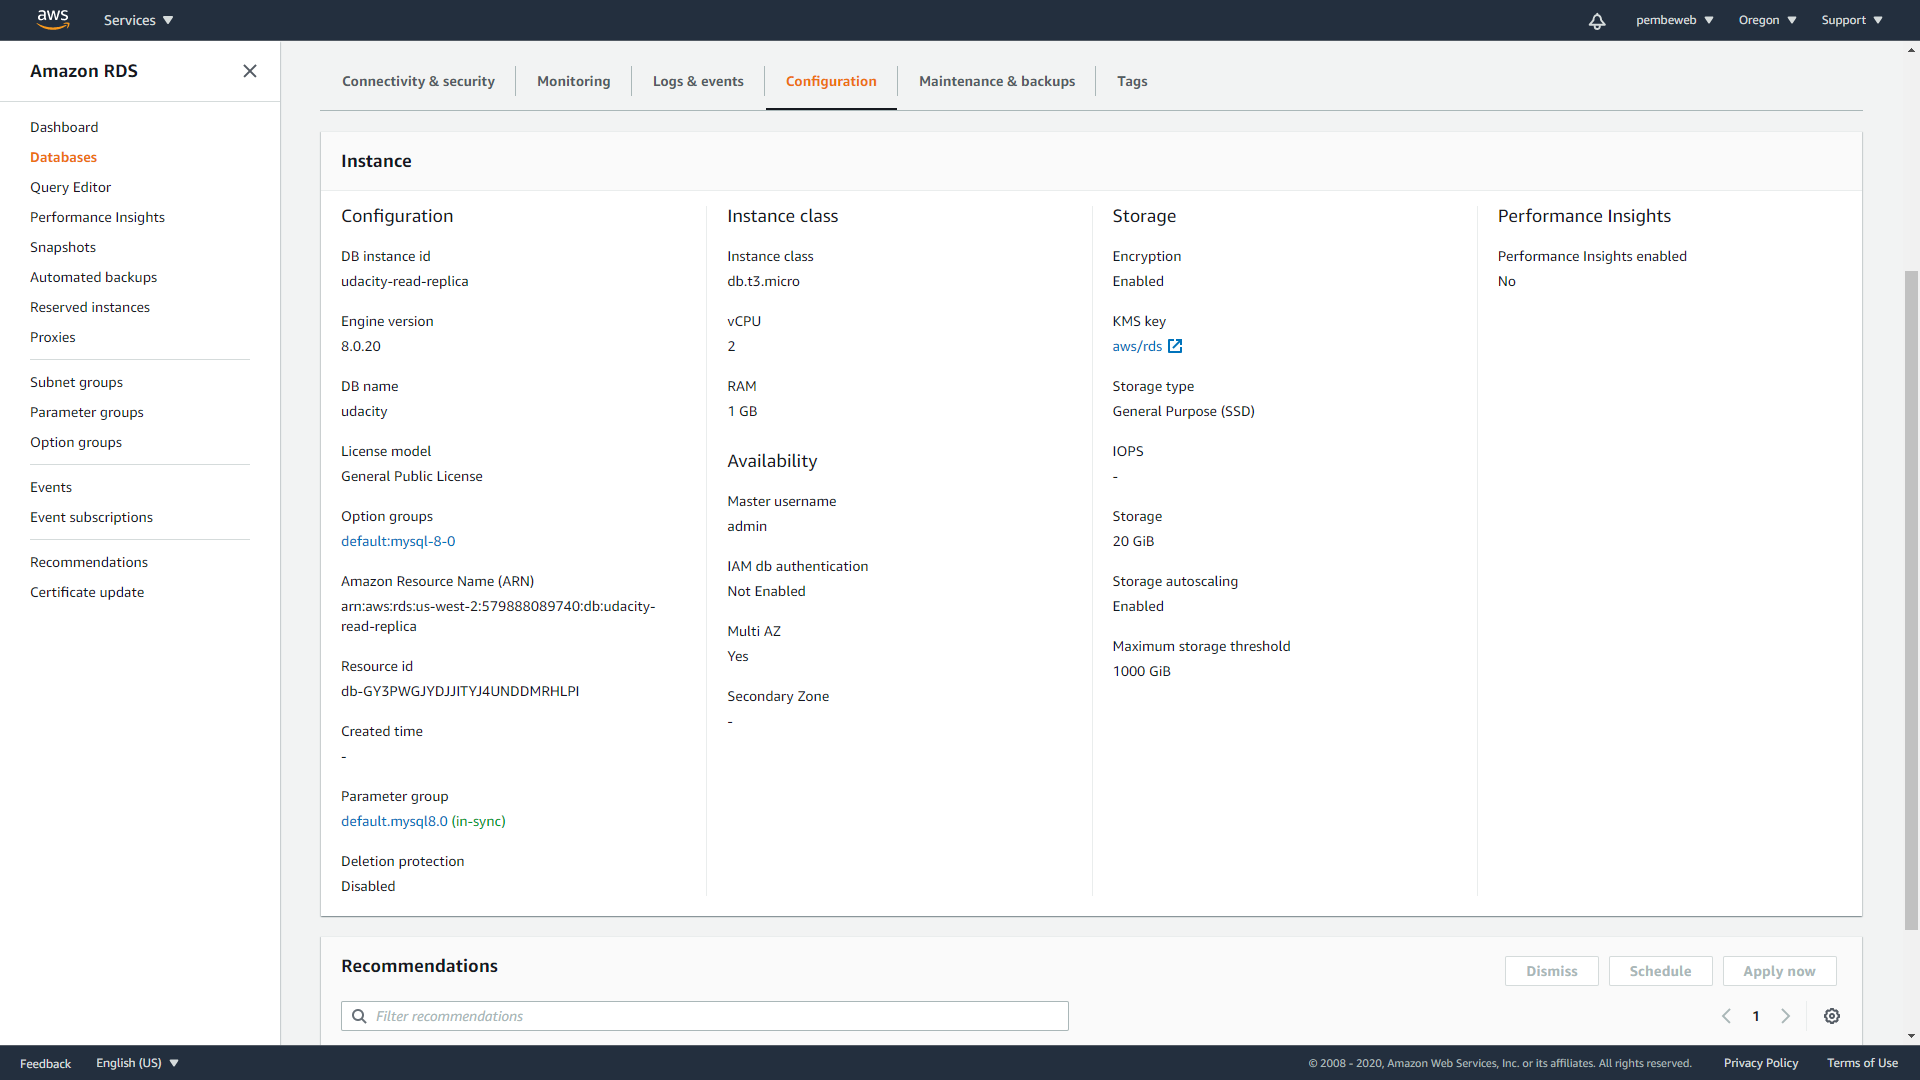 aws
Services
pembeweb
Oregon
Support
Amazon RDS
Dashboard
Databases
Query Editor
Performance Insights
Snapshots
Automated backups
Reserved instances
Proxies
Subnet groups
Parameter groups
Option groups
Events
Event subscriptions
Recommendations
Certificate update
Connectivity & security
Monitoring
Logs & events
Configuration
Maintenance & backups
Tags
Instance
Configuration
DB instance id
udacity-read-replica
Engine version
8.0.20
DB name
udacity
License model
General Public License
Option groups
default:mysql-8-0
Amazon Resource Name (ARN)
arn:aws:rds:us-west-2:579888089740:db:udacity-
read-replica
Resource id
db-GY3PWGJYDJJITYJ4UNDDMRHLPI
Created time
-
Parameter group
default.mysql8.0 (in-sync)
Deletion protection
Disabled
Instance class
Instance class
db.t3.micro
vCPU
2
RAM
1 GB
Availability
Master username
admin
IAM db authentication
Not Enabled
Multi AZ
Yes
Secondary Zone
-
Storage
Encryption
Enabled
KMS key
aws/rds
Storage type
General Purpose (SSD)
IOPS
-
Storage
20 GiB
Storage autoscaling
Enabled
Maximum storage threshold
1000 GiB
Performance Insights
Performance Insights enabled
No
Recommendations
Dismiss
Schedule
Apply now
Filter recommendations
1
Feedback
English (US)
© 2008 - 2020, Amazon Web Services, Inc. or its affiliates. All rights reserved.
Privacy Policy
Terms of Use